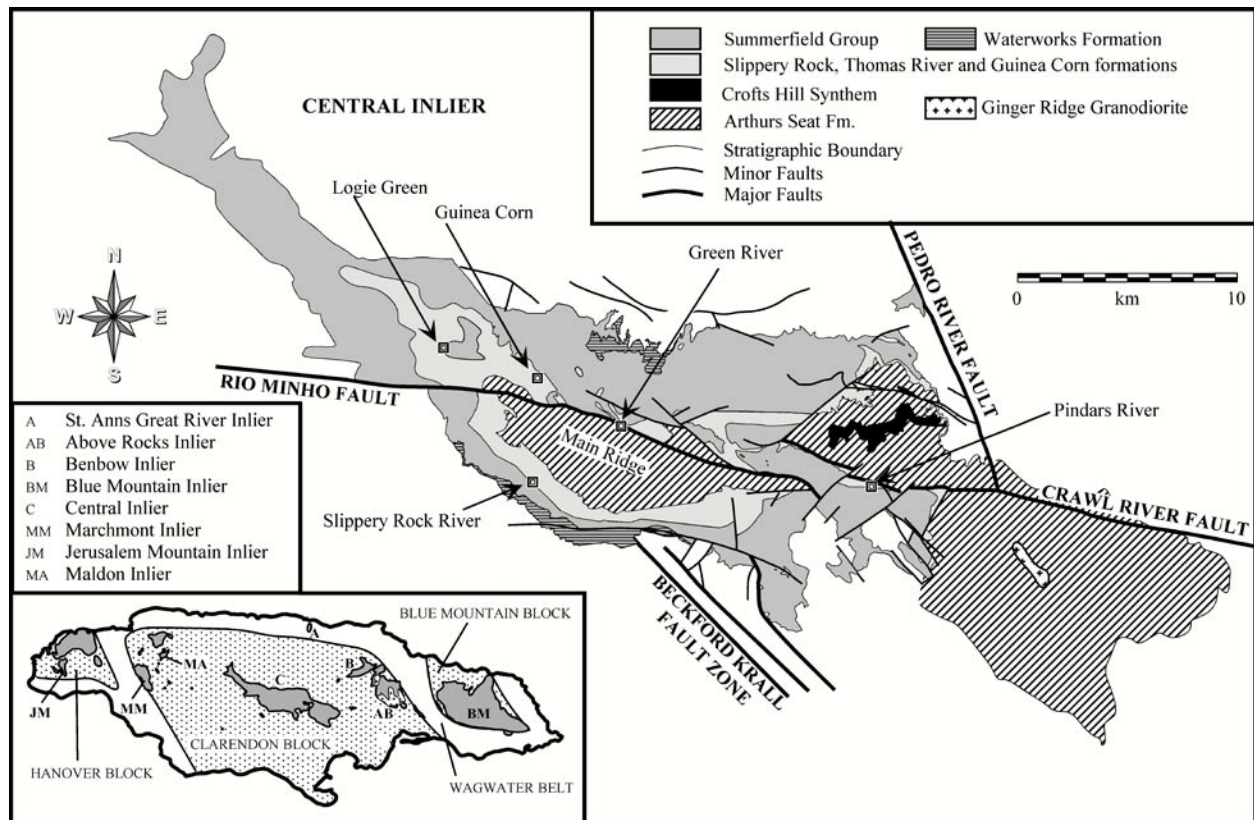 CENTRAL INLIER
Summerfield Group
Waterworks Formation
Slippery Rock, Thomas River and Guinea Corn formations
Crofts Hill Synthem
Ginger Ridge Granodiorite
Arthurs Seat Fm.
Stratigraphic Boundary
Minor Faults
Major Faults
Logie Green
Guinea Corn
Green River
PEDRO RIVER FAULT
0 km 10
N
W E
S
RIO MINHO FAULT
Pindars River
Main Ridge
CRAWL RIVER FAULT
Slippery Rock River
BECKFORD KRALL
FAULT ZONE
A St. Anns Great River Inlier
AB Above Rocks Inlier
B Benbow Inlier
BM Blue Mountain Inlier
C Central Inlier
MM Marchmont Inlier
JM Jerusalem Mountain Inlier
MA Maldon Inlier
BLUE MOUNTAIN BLOCK
A
MA
B
C
JM
MM
AB
BM
CLARENDON BLOCK
HANOVER BLOCK
WAGWATER BELT